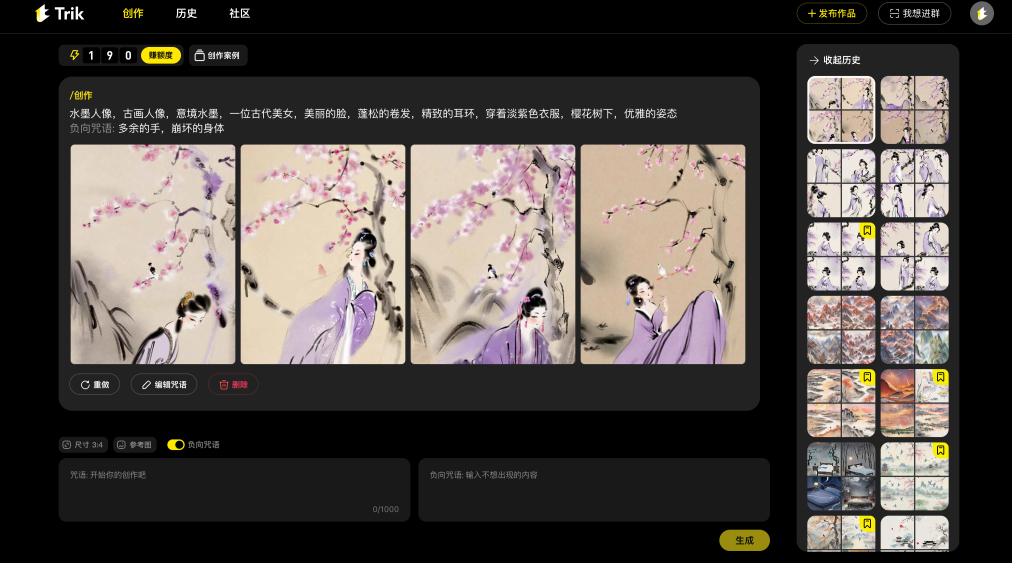 Trik
创作
历史
社区
+ 发布作品
我想进群
190
赚额度
创作案例
/创作
水墨人像，古画人像，意境水墨，一位古代美女，美丽的脸，蓬松的卷发，精致的耳环，穿着淡紫色衣服，樱花树下，优雅的姿态
负向咒语: 多余的手，崩坏的身体
重做
编辑咒语
删除
尺寸 3:4
参考图
负向咒语
咒语: 开始你的创作吧
0/1000
负向咒语: 输入不想出现的内容
生成
收起历史